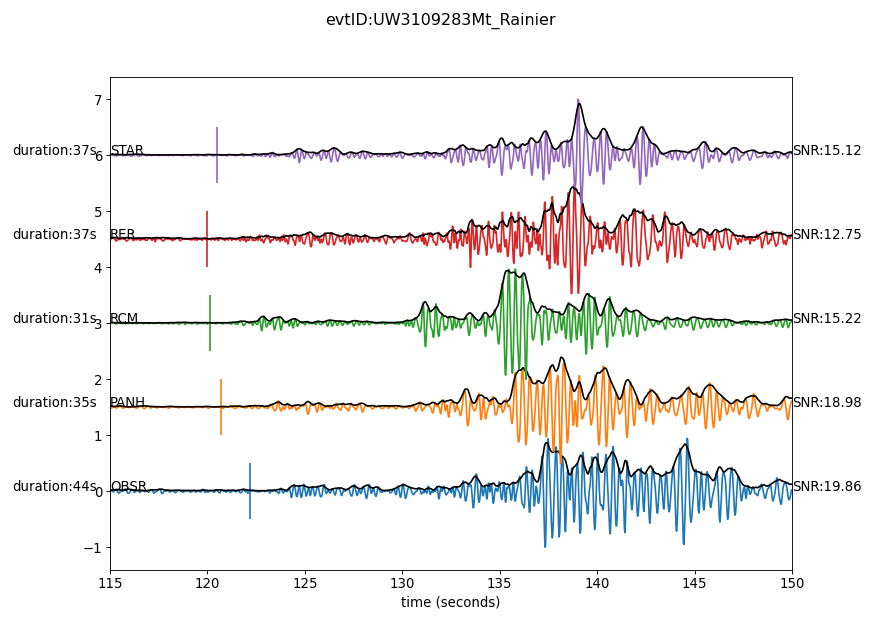 evtID:UW3109283Mt_Rainier
7
duration:37s 6 STAR SNR:15.12
5
duration:37s RER SNR:12.75
4
duration:31s 3 RCM SNR:15.22
2
duration:35s PANH SNR:18.98
1
duration:44s 0 OBSR SNR:19.86
−1
115 120 125 130 135 140 145 150
time (seconds)